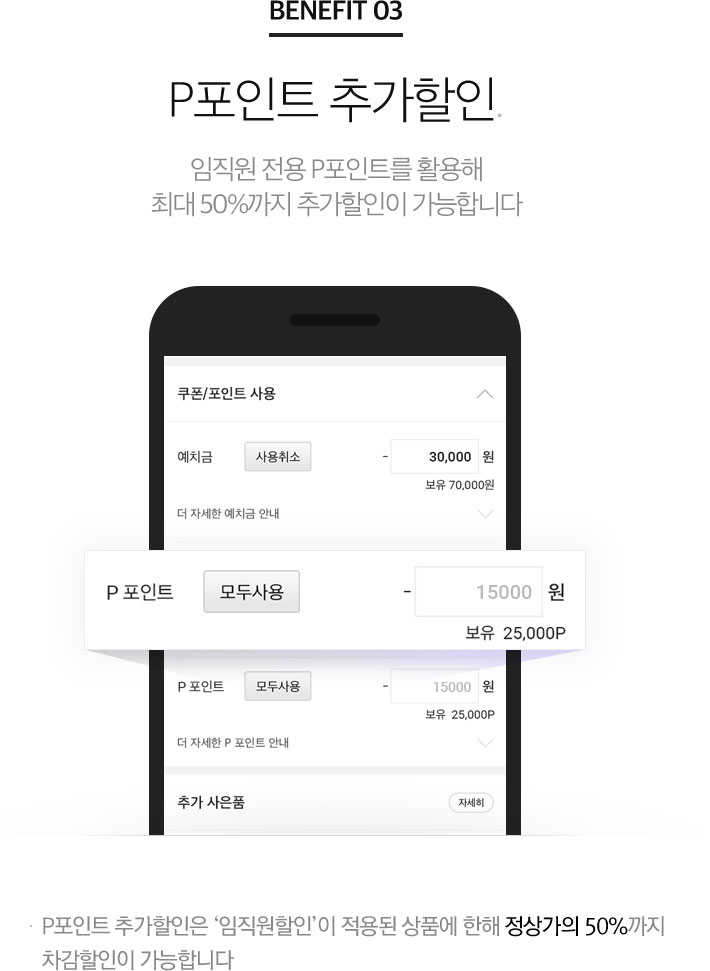 BENEFIT 03
P포인트 추가할인.
임직원 전용 P포인트를 활용해
최대 50%까지 추가할인이 가능합니다
쿠폰/포인트 사용
예치금 사용취소 - 30,000 원
보유 70,000원
더 자세한 예치금 안내
P 포인트 모두사용 - 15000 원
보유 25,000P
P 포인트 모두사용 - 15000 원
보유 25,000P
더 자세한 P 포인트 안내
추가 사은품 자세히
· P포인트 추가할인은 ‘임직원할인’이 적용된 상품에 한해 정상가의 50%까지
차감할인이 가능합니다